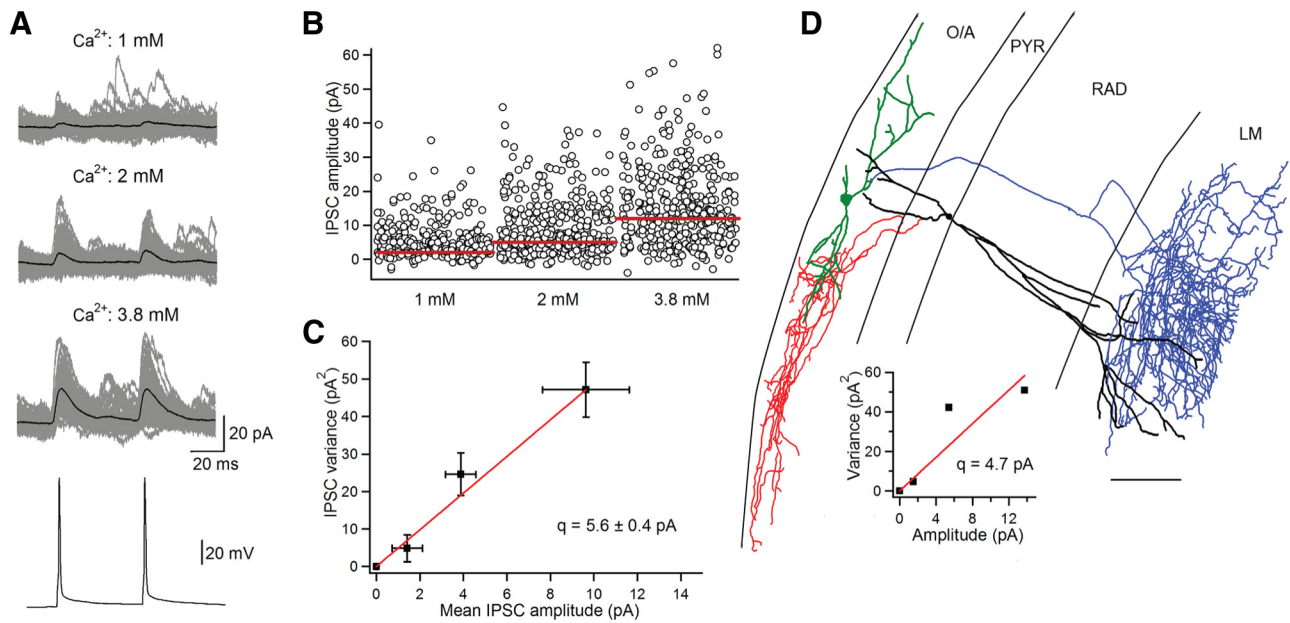 A
Ca2+: 1 mM
Ca2+: 2 mM
Ca2+: 3.8 mM
20 pA
20 ms
20 mV
B
IPSC amplitude (pA)
60
50
40
30
20
10
0
1 mM 2 mM 3.8 mM
C
IPSC variance (pA2)
60
50
40
30
20
10
0
q = 5.6 ± 0.4 pA
0 2 4 6 8 10 12 14
Mean IPSC amplitude (pA)
D
O/A
PYR
RAD
LM
Variance (pA2)
60
40
20
0
q = 4.7 pA
0 4 8 12
Amplitude (pA)